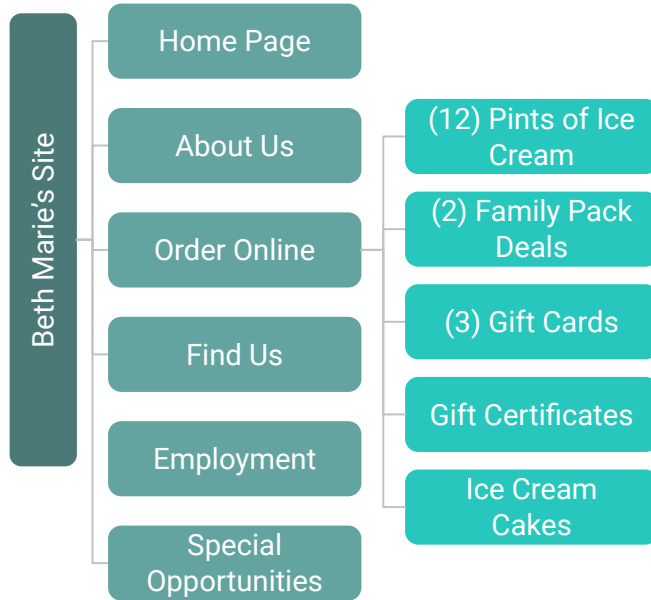 Beth Marie's Site
Home Page
About Us
Order Online
Find Us
Employment
Special
Opportunities
(12) Pints of Ice
Cream
(2) Family Pack
Deals
(3) Gift Cards
Gift Certificates
Ice Cream
Cakes